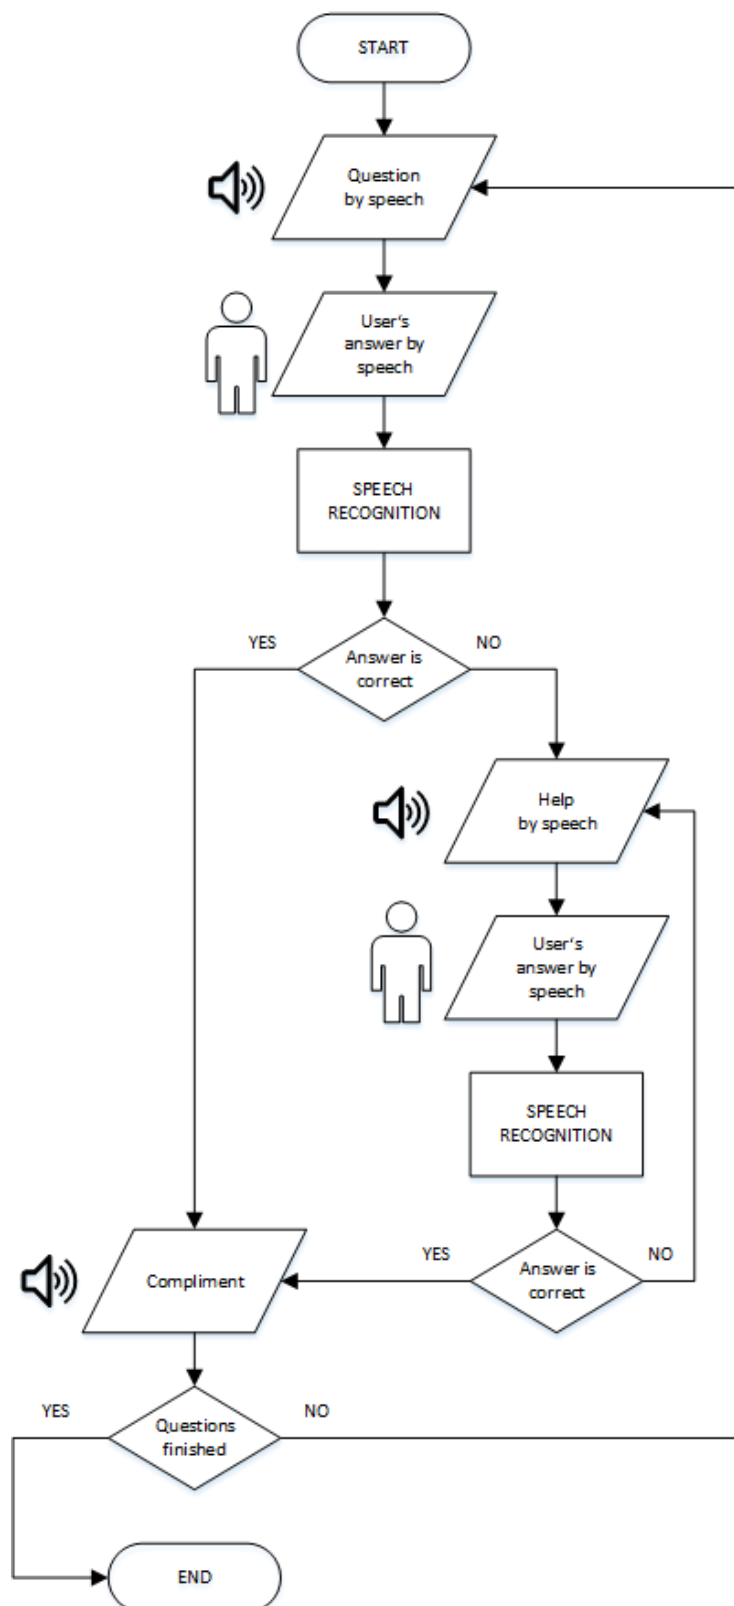 START
Question
by speech
User's
answer by
speech
SPEECH
RECOGNITION
YES
NO
Answer is
correct
Help
by speech
User's
answer by
speech
SPEECH
RECOGNITION
YES
NO
Answer is
correct
Compliment
YES
NO
Questions
finished
END